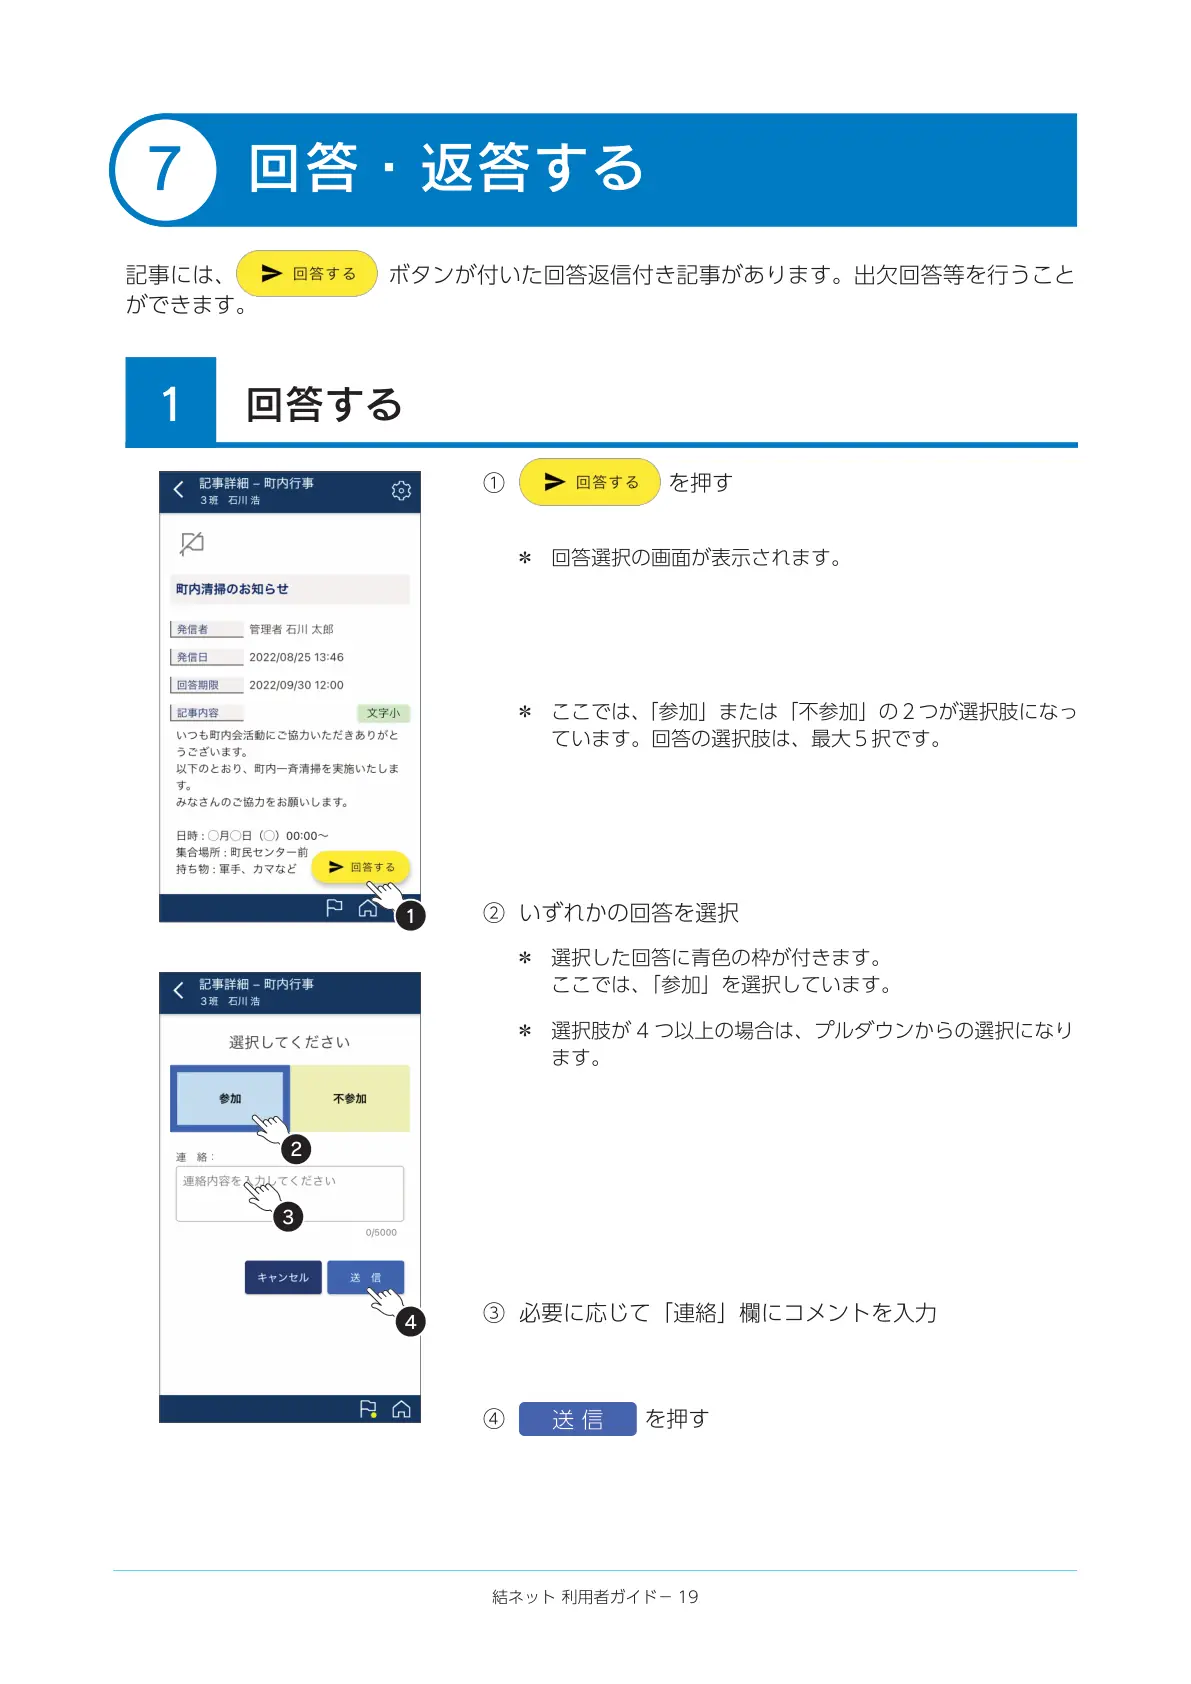 7 回答・返答する
記事には、 回答する ボタンが付いた回答返信付き記事があります。出欠回答等を行うこと
ができます。
1 回答する
記事詳細 – 町内行事
3班 石川 浩
町内清掃のお知らせ
発信者 管理者 石川 太郎
発信日 2022/08/25 13:46
回答期限 2022/09/30 12:00
記事内容 文字小
いつも町内会活動にご協力いただきありがと
うございます。
以下のとおり、町内一斉清掃を実施いたしま
す。
みなさんのご協力をお願いします。
日時：〇月〇日（〇）00:00～
集合場所：町民センター前
持ち物：軍手、カマなど
回答する
1
記事詳細 – 町内行事
3班 石川 浩
選択してください
参加 不参加
2
連 絡：
連絡内容を入力してください
3
0/5000
キャンセル 送 信
4
① 回答する を押す
＊ 回答選択の画面が表示されます。
＊ ここでは、「参加」または「不参加」の２つが選択肢になっ
ています。回答の選択肢は、最大５択です。
② いずれかの回答を選択
＊ 選択した回答に青色の枠が付きます。
ここでは、「参加」を選択しています。
＊ 選択肢が 4 つ以上の場合は、プルダウンからの選択になり
ます。
③ 必要に応じて「連絡」欄にコメントを入力
④ 送 信 を押す
結ネット 利用者ガイド− 19